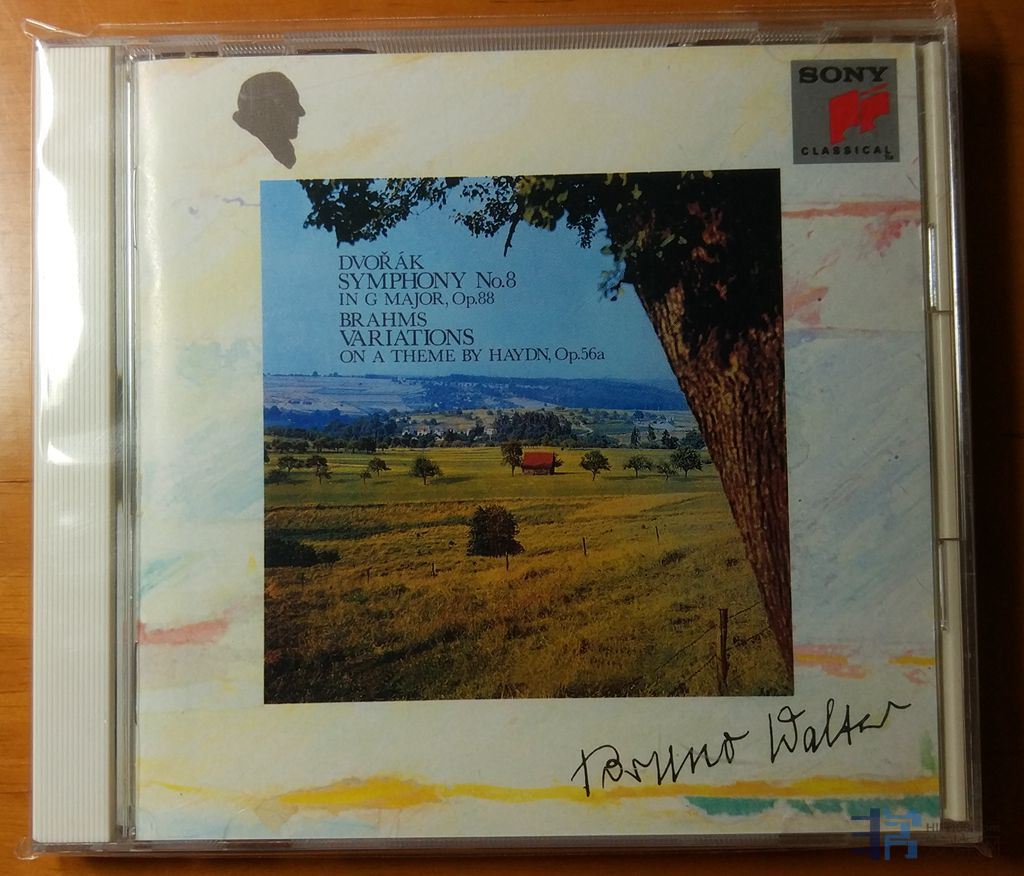 SONY
CLASSICAL
DVOŘÁK
SYMPHONY No.8
IN G MAJOR, Op.88
BRAHMS
VARIATIONS
ON A THEME BY HAYDN, Op.56a
Bruno Walter